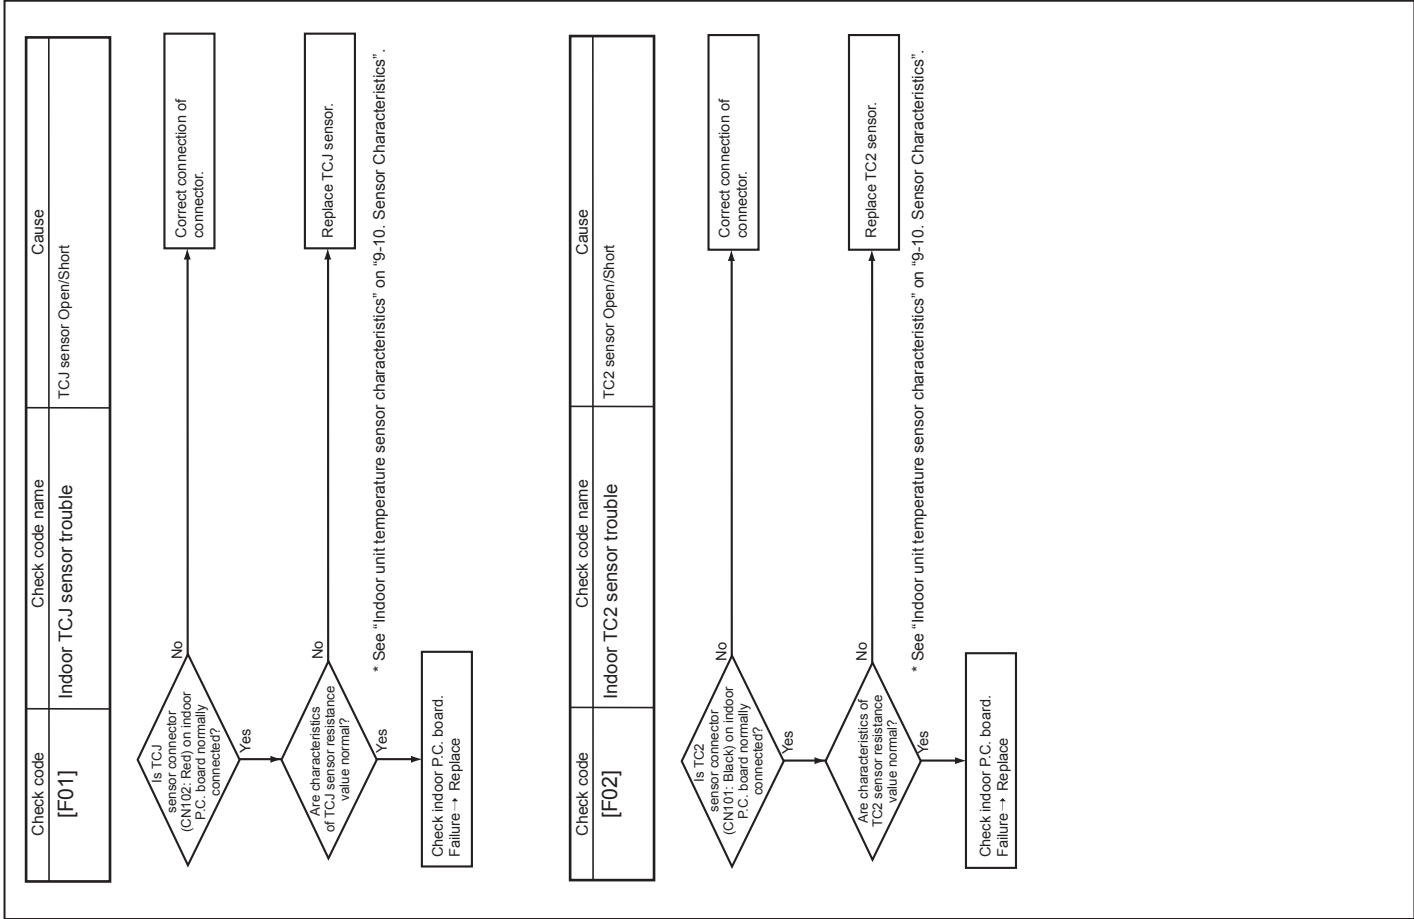 Check code
Check code name
Cause
[F01]
Indoor TCJ sensor trouble
TCJ sensor Open/Short
Is TCJ
sensor connector
(CN102: Red) on indoor
P.C. board normally
connected?
No
Correct connection of
connector.
Yes
Are characteristics
of TCJ sensor resistance
value normal?
No
Replace TCJ sensor.
Yes
* See “Indoor unit temperature sensor characteristics” on “9-10. Sensor Characteristics”.
Check indoor P.C. board.
Failure → Replace
Check code
Check code name
Cause
[F02]
Indoor TC2 sensor trouble
TC2 sensor Open/Short
Is TC2
sensor connector
(CN101: Black) on indoor
P.C. board normally
connected?
No
Correct connection of
connector.
Yes
Are characteristics of
TC2 sensor resistance
value normal?
No
Replace TC2 sensor.
Yes
* See “Indoor unit temperature sensor characteristics” on “9-10. Sensor Characteristics”.
Check indoor P.C. board.
Failure → Replace